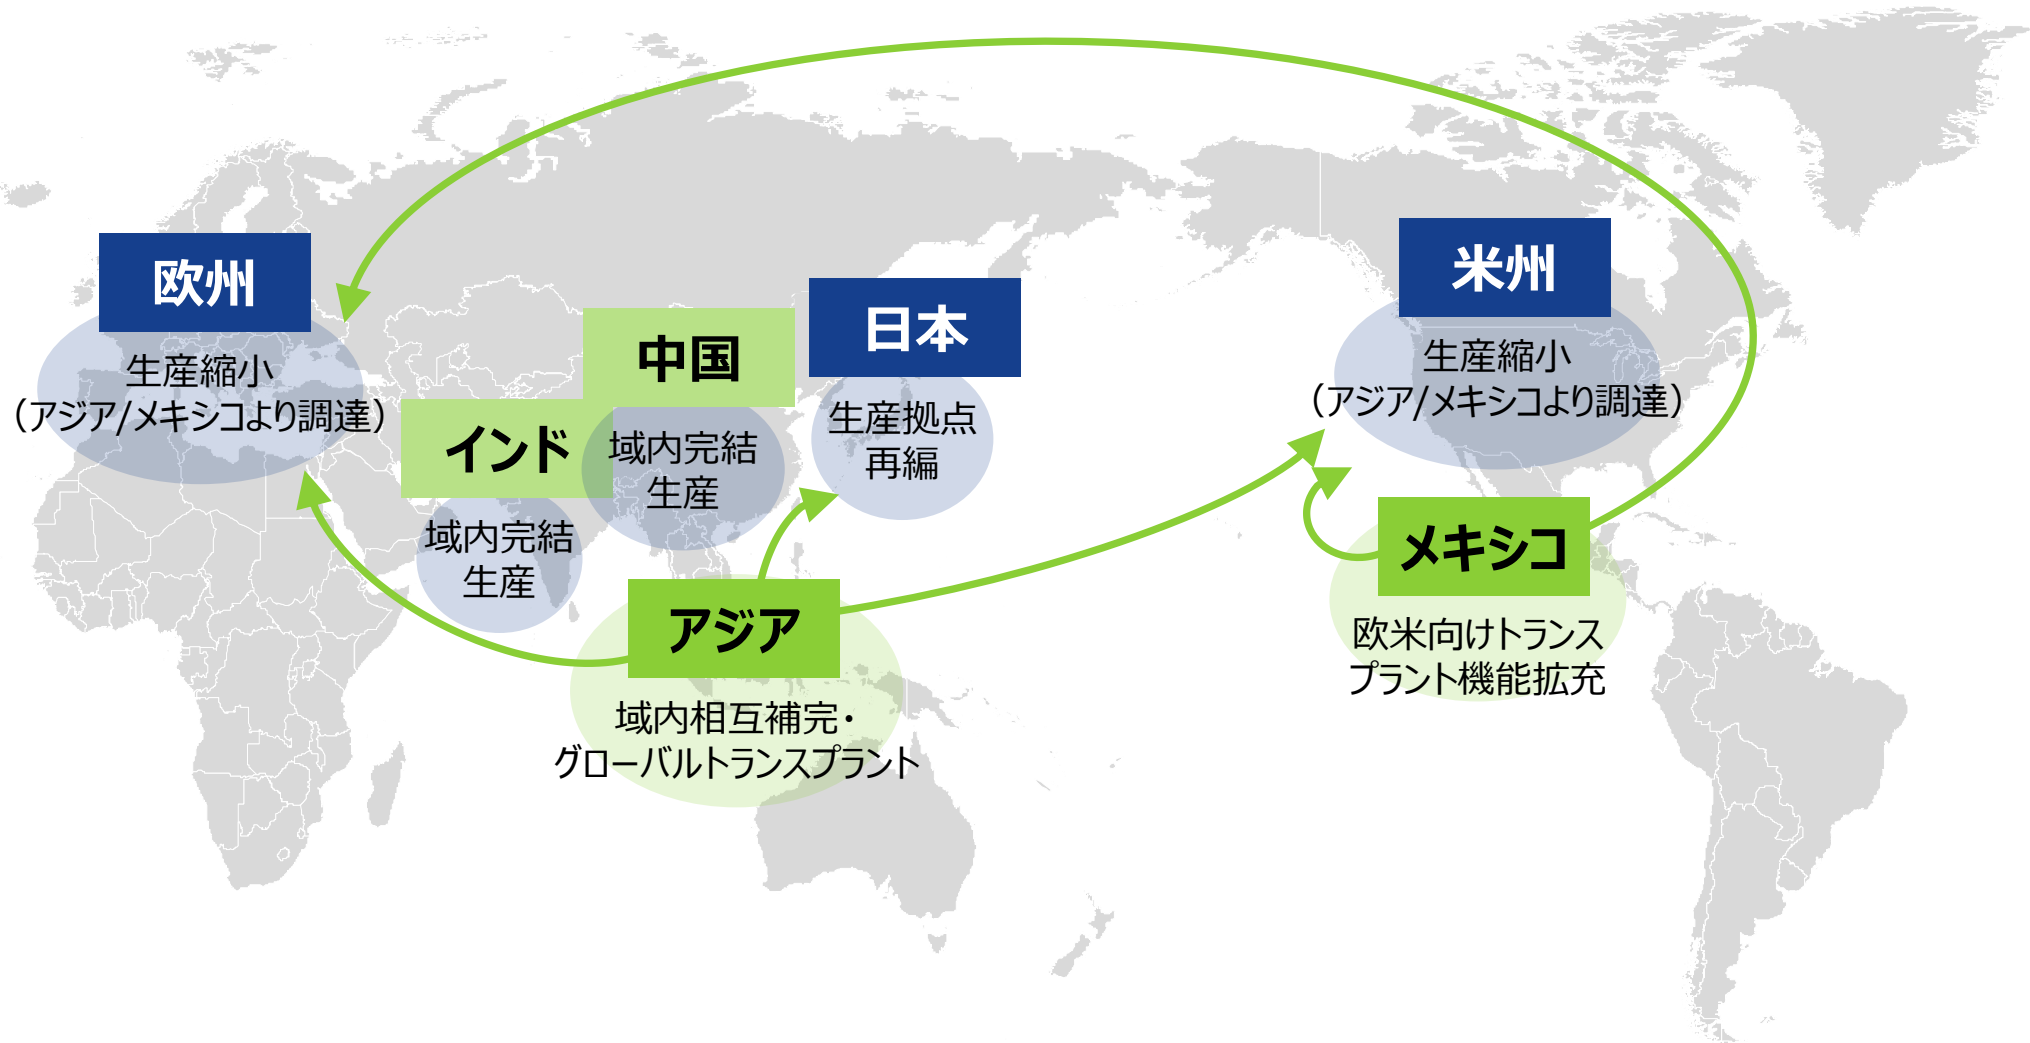 欧州
生産縮小
（アジア/メキシコより調達）
インド
域内完結
生産
中国
域内完結
生産
日本
生産拠点
再編
アジア
域内相互補完・
グローバルトランスプラント
米州
生産縮小
（アジア/メキシコより調達）
メキシコ
欧米向けトランス
プラント機能拡充